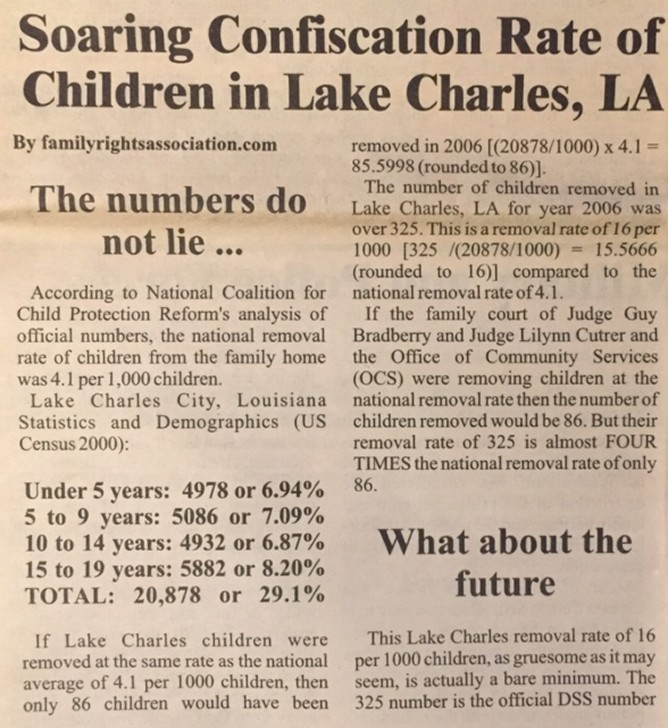 Soaring Confiscation Rate of
Children in Lake Charles, LA
By familyrightsassociation.com
The numbers do
not lie ...
According to National Coalition for
Child Protection Reform's analysis of
official numbers, the national removal
rate of children from the family home
was 4.1 per 1,000 children.
Lake Charles City, Louisiana
Statistics and Demographics (US
Census 2000):
Under 5 years: 4978 or 6.94%
5 to 9 years: 5086 or 7.09%
10 to 14 years: 4932 or 6.87%
15 to 19 years: 5882 or 8.20%
TOTAL: 20,878 or 29.1%
If Lake Charles children were
removed at the same rate as the national
average of 4.1 per 1000 children, then
only 86 children would have been
removed in 2006 [(20878/1000) x 4.1 =
85.5998 (rounded to 86)].
The number of children removed in
Lake Charles, LA for year 2006 was
over 325. This is a removal rate of 16 per
1000 [325 /(20878/1000) = 15.5666
(rounded to 16)] compared to the
national removal rate of 4.1.
If the family court of Judge Guy
Bradberry and Judge Lilynn Cutrer and
the Office of Community Services
(OCS) were removing children at the
national removal rate then the number of
children removed would be 86. But their
removal rate of 325 is almost FOUR
TIMES the national removal rate of only
86.
What about the
future
This Lake Charles removal rate of 16
per 1000 children, as gruesome as it may
seem, is actually a bare minimum. The
325 number is the official DSS number